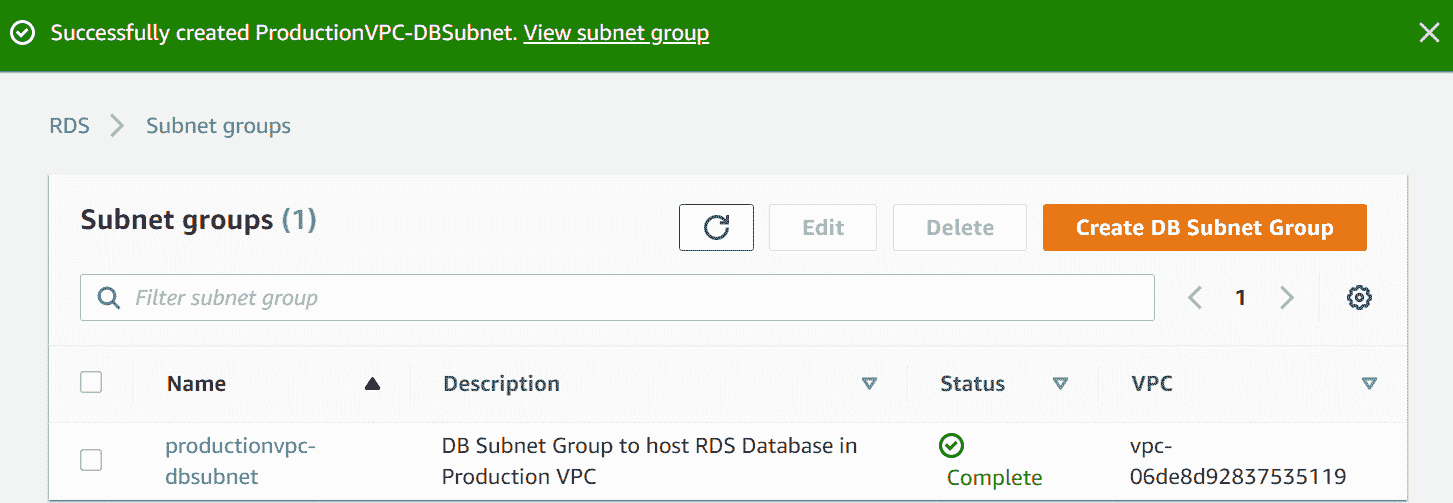 Successfully created ProductionVPC-DBSubnet. View subnet group
RDS > Subnet groups
Subnet groups (1)
Edit
Delete
Create DB Subnet Group
Filter subnet group
1
Name
Description
Status
VPC
productionvpc-
dbsubnet
DB Subnet Group to host RDS Database in
Production VPC
Complete
vpc-
06de8d92837535119